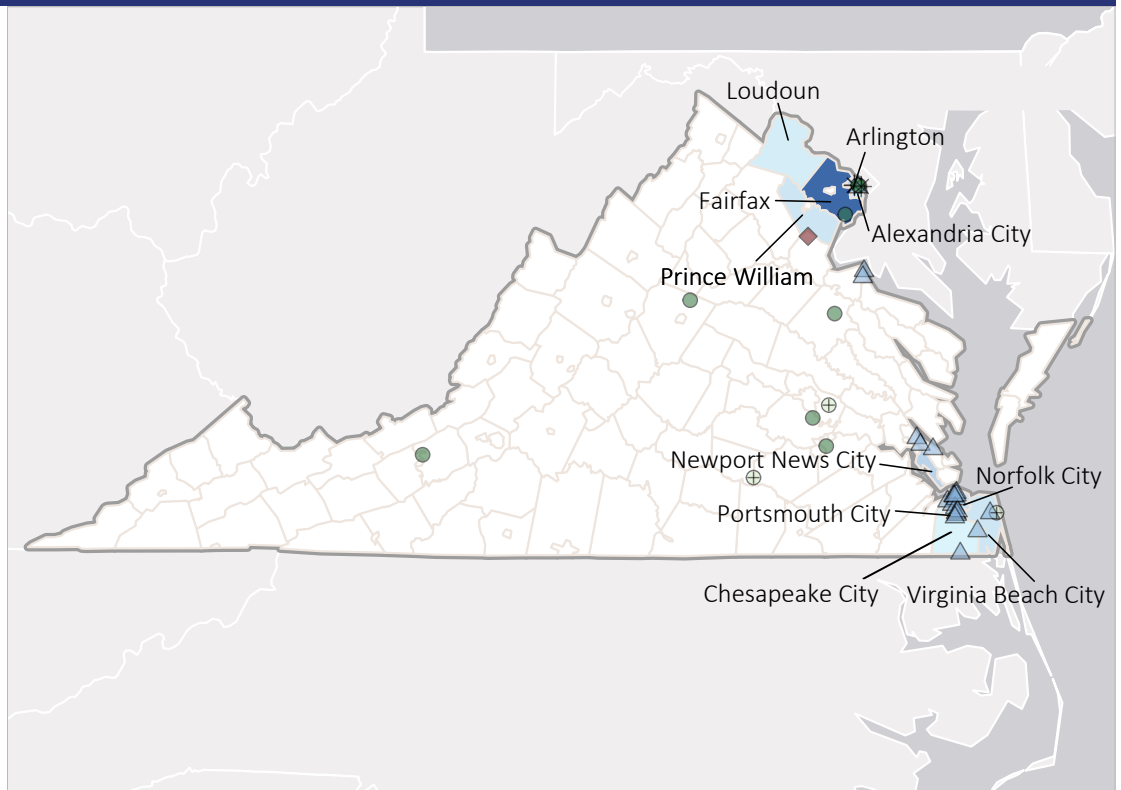 Loudoun
Arlington
Fairfax
Alexandria City
Prince William
Newport News City
Norfolk City
Portsmouth City
Chesapeake City
Virginia Beach City